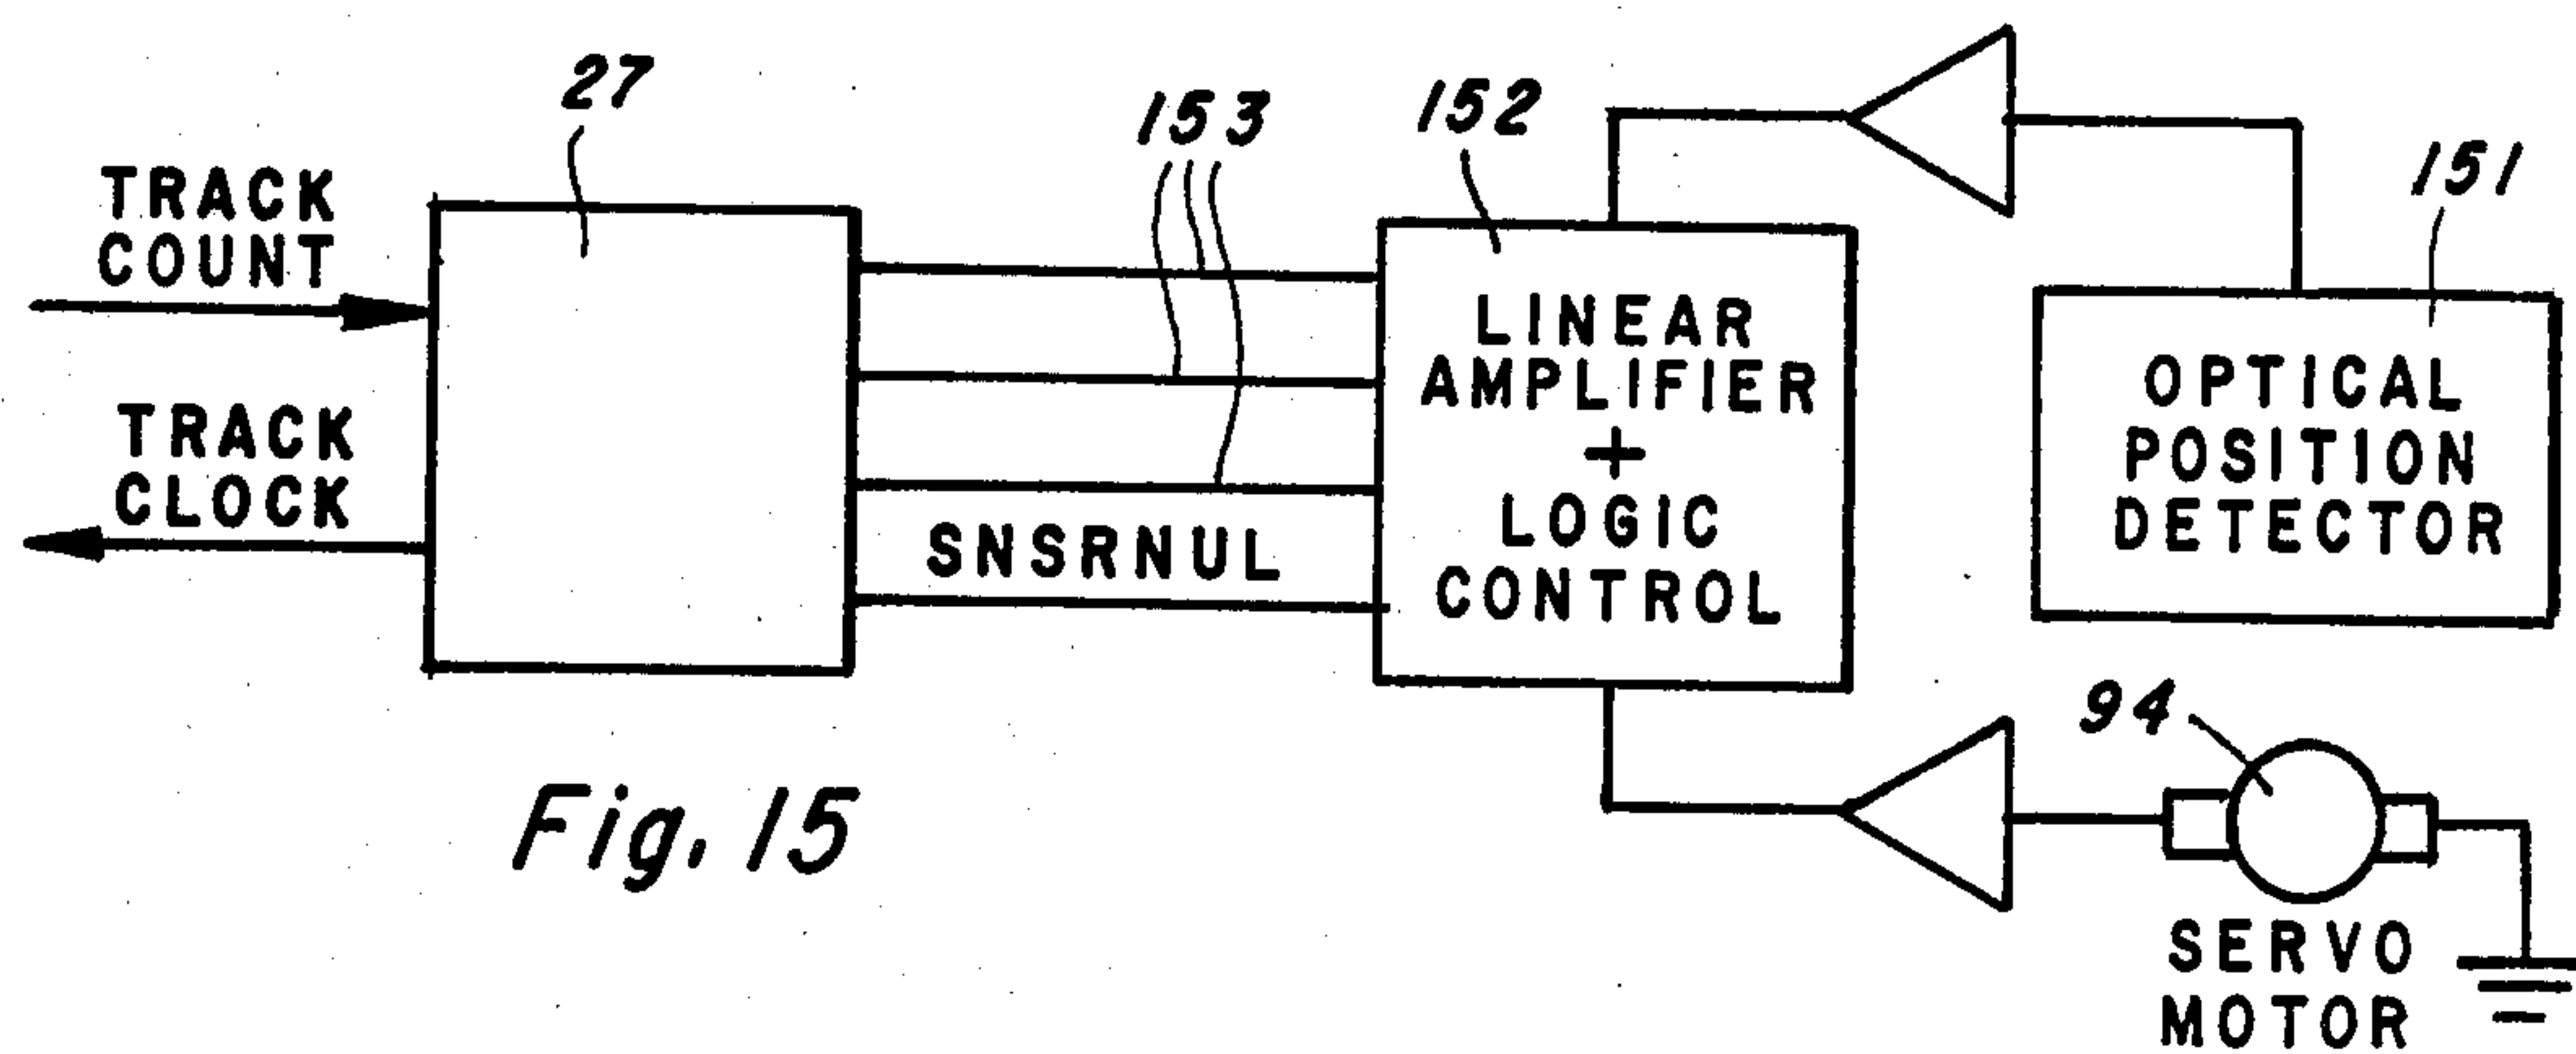 27
153
152
151
TRACK
COUNT
TRACK
CLOCK
SNSRNUL
LINEAR
AMPLIFIER
+
LOGIC
CONTROL
OPTICAL
POSITION
DETECTOR
94
SERVO
MOTOR
Fig. 15